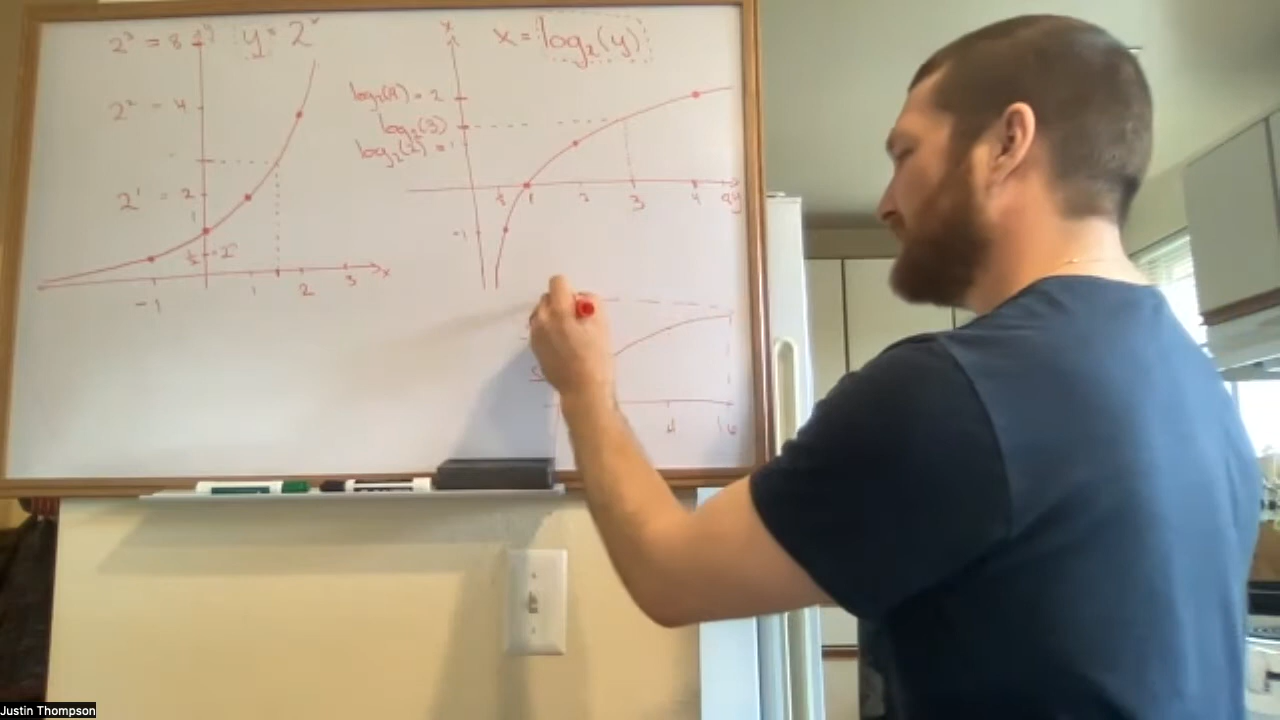 2³ = 8 y y = 2ˣ
2² = 4
2¹ = 2
1
½ = 2⁻¹
-1 1 2 3 x
x x = log₂(y)
log₂(4) = 2
log₂(3)
log₂(2) = 1
½ 1 2 3 4 y
-1
4 16
Justin Thompson